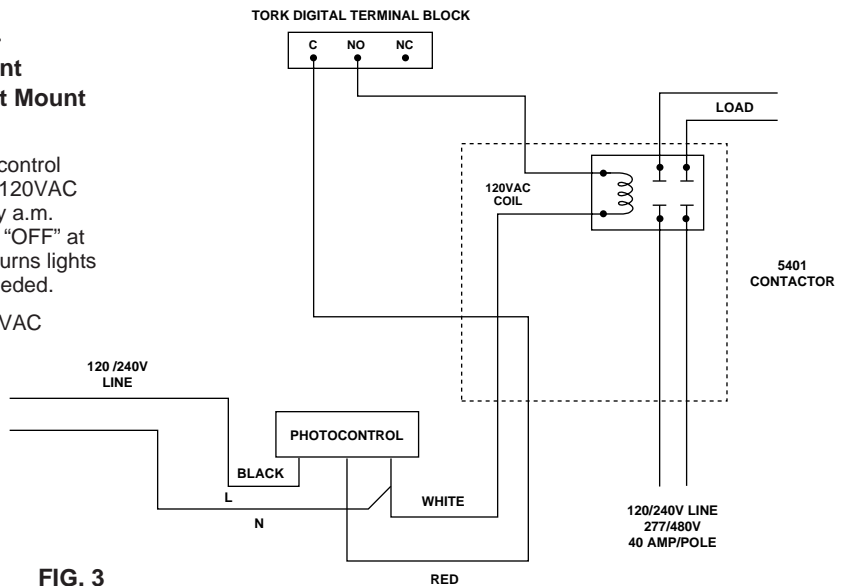 TORK DIGITAL TERMINAL BLOCK
C NO NC
t Mount
LOAD
control
120VAC
120VAC
COIL
y a.m.
"OFF" at
urns lights
eded.
5401
CONTACTOR
VAC
120 /240V
LINE
PHOTOCONTROL
BLACK
L
WHITE
N
120/240V LINE
277/480V
40 AMP/POLE
FIG. 3
RED